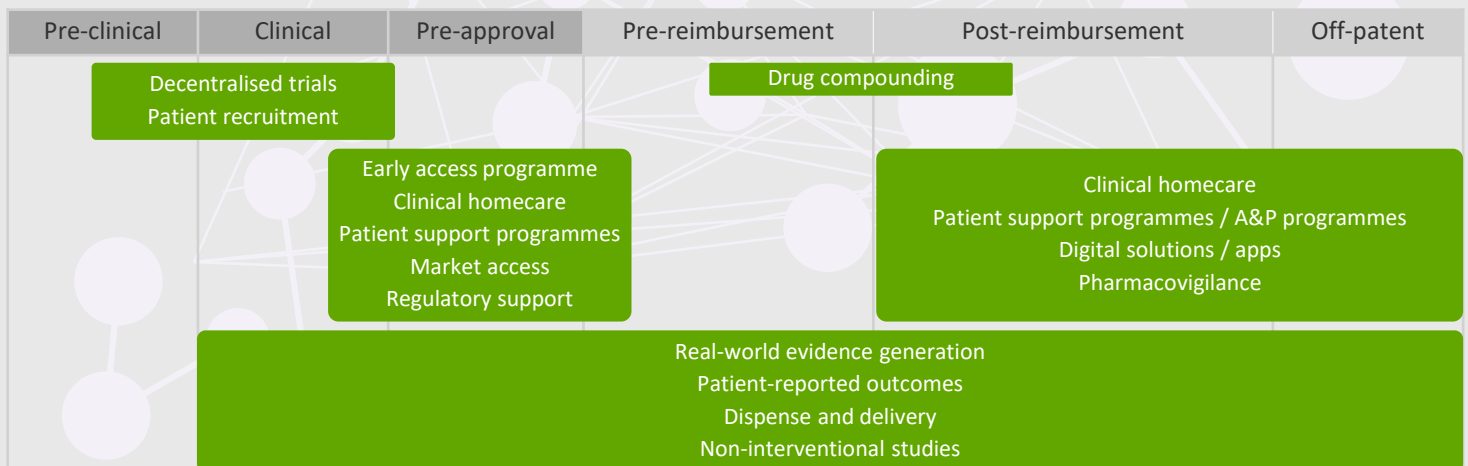 Pre-clinical
Clinical
Pre-approval
Pre-reimbursement
Post-reimbursement
Off-patent
Decentralised trials
Patient recruitment
Drug compounding
Early access programme
Clinical homecare
Patient support programmes
Market access
Regulatory support
Clinical homecare
Patient support programmes / A&P programmes
Digital solutions / apps
Pharmacovigilance
Real-world evidence generation
Patient-reported outcomes
Dispense and delivery
Non-interventional studies